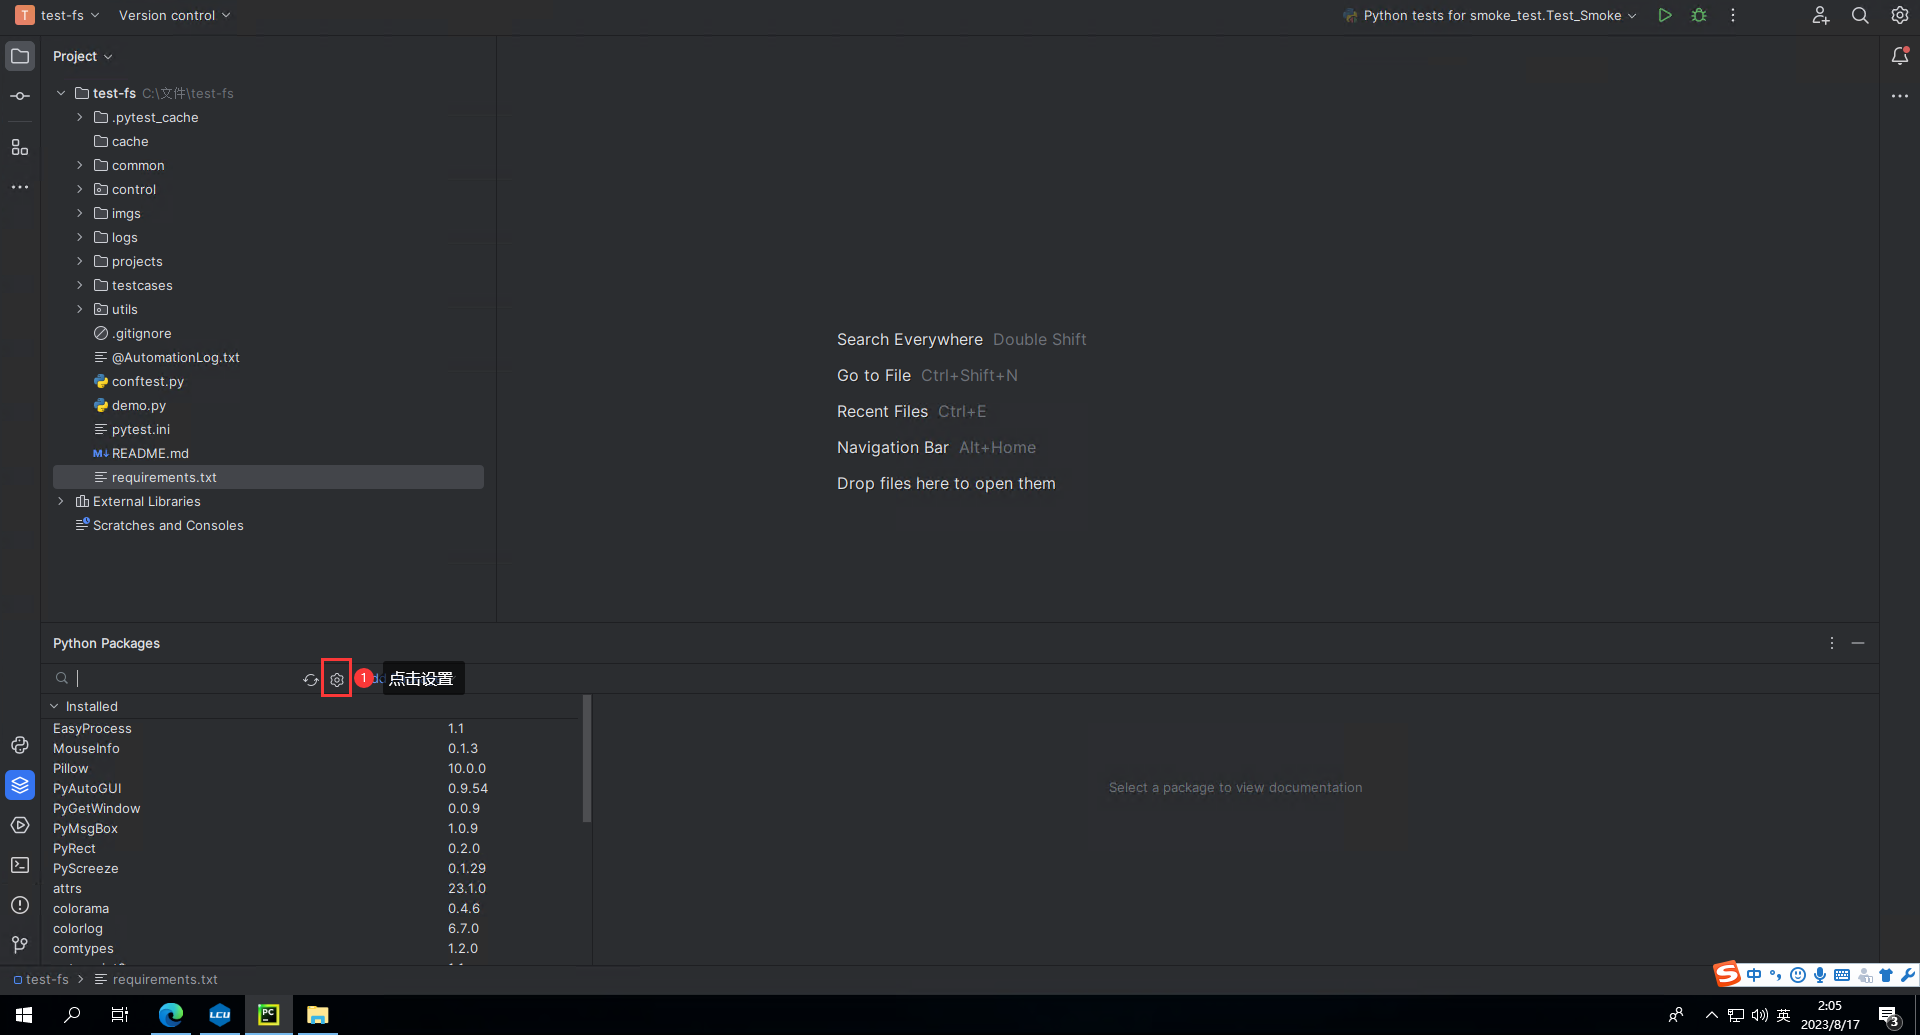 T test-fs Version control Python tests for smoke_test.Test_Smoke
Project
test-fs C:\文件\test-fs
.pytest_cache
cache
common
control
imgs
logs
projects
testcases
utils
.gitignore
@AutomationLog.txt
conftest.py
demo.py
pytest.ini
M↓ README.md
requirements.txt
External Libraries
Scratches and Consoles
Search Everywhere Double Shift
Go to File Ctrl+Shift+N
Recent Files Ctrl+E
Navigation Bar Alt+Home
Drop files here to open them
Python Packages
1 点击设置
Installed
EasyProcess 1.1
MouseInfo 0.1.3
Pillow 10.0.0
PyAutoGUI 0.9.54
PyGetWindow 0.0.9
PyMsgBox 1.0.9
PyRect 0.2.0
PyScreeze 0.1.29
attrs 23.1.0
colorama 0.4.6
colorlog 6.7.0
comtypes 1.2.0
Select a package to view documentation
test-fs > requirements.txt
S 中
LCU PC 英 2:05
2023/8/17 3